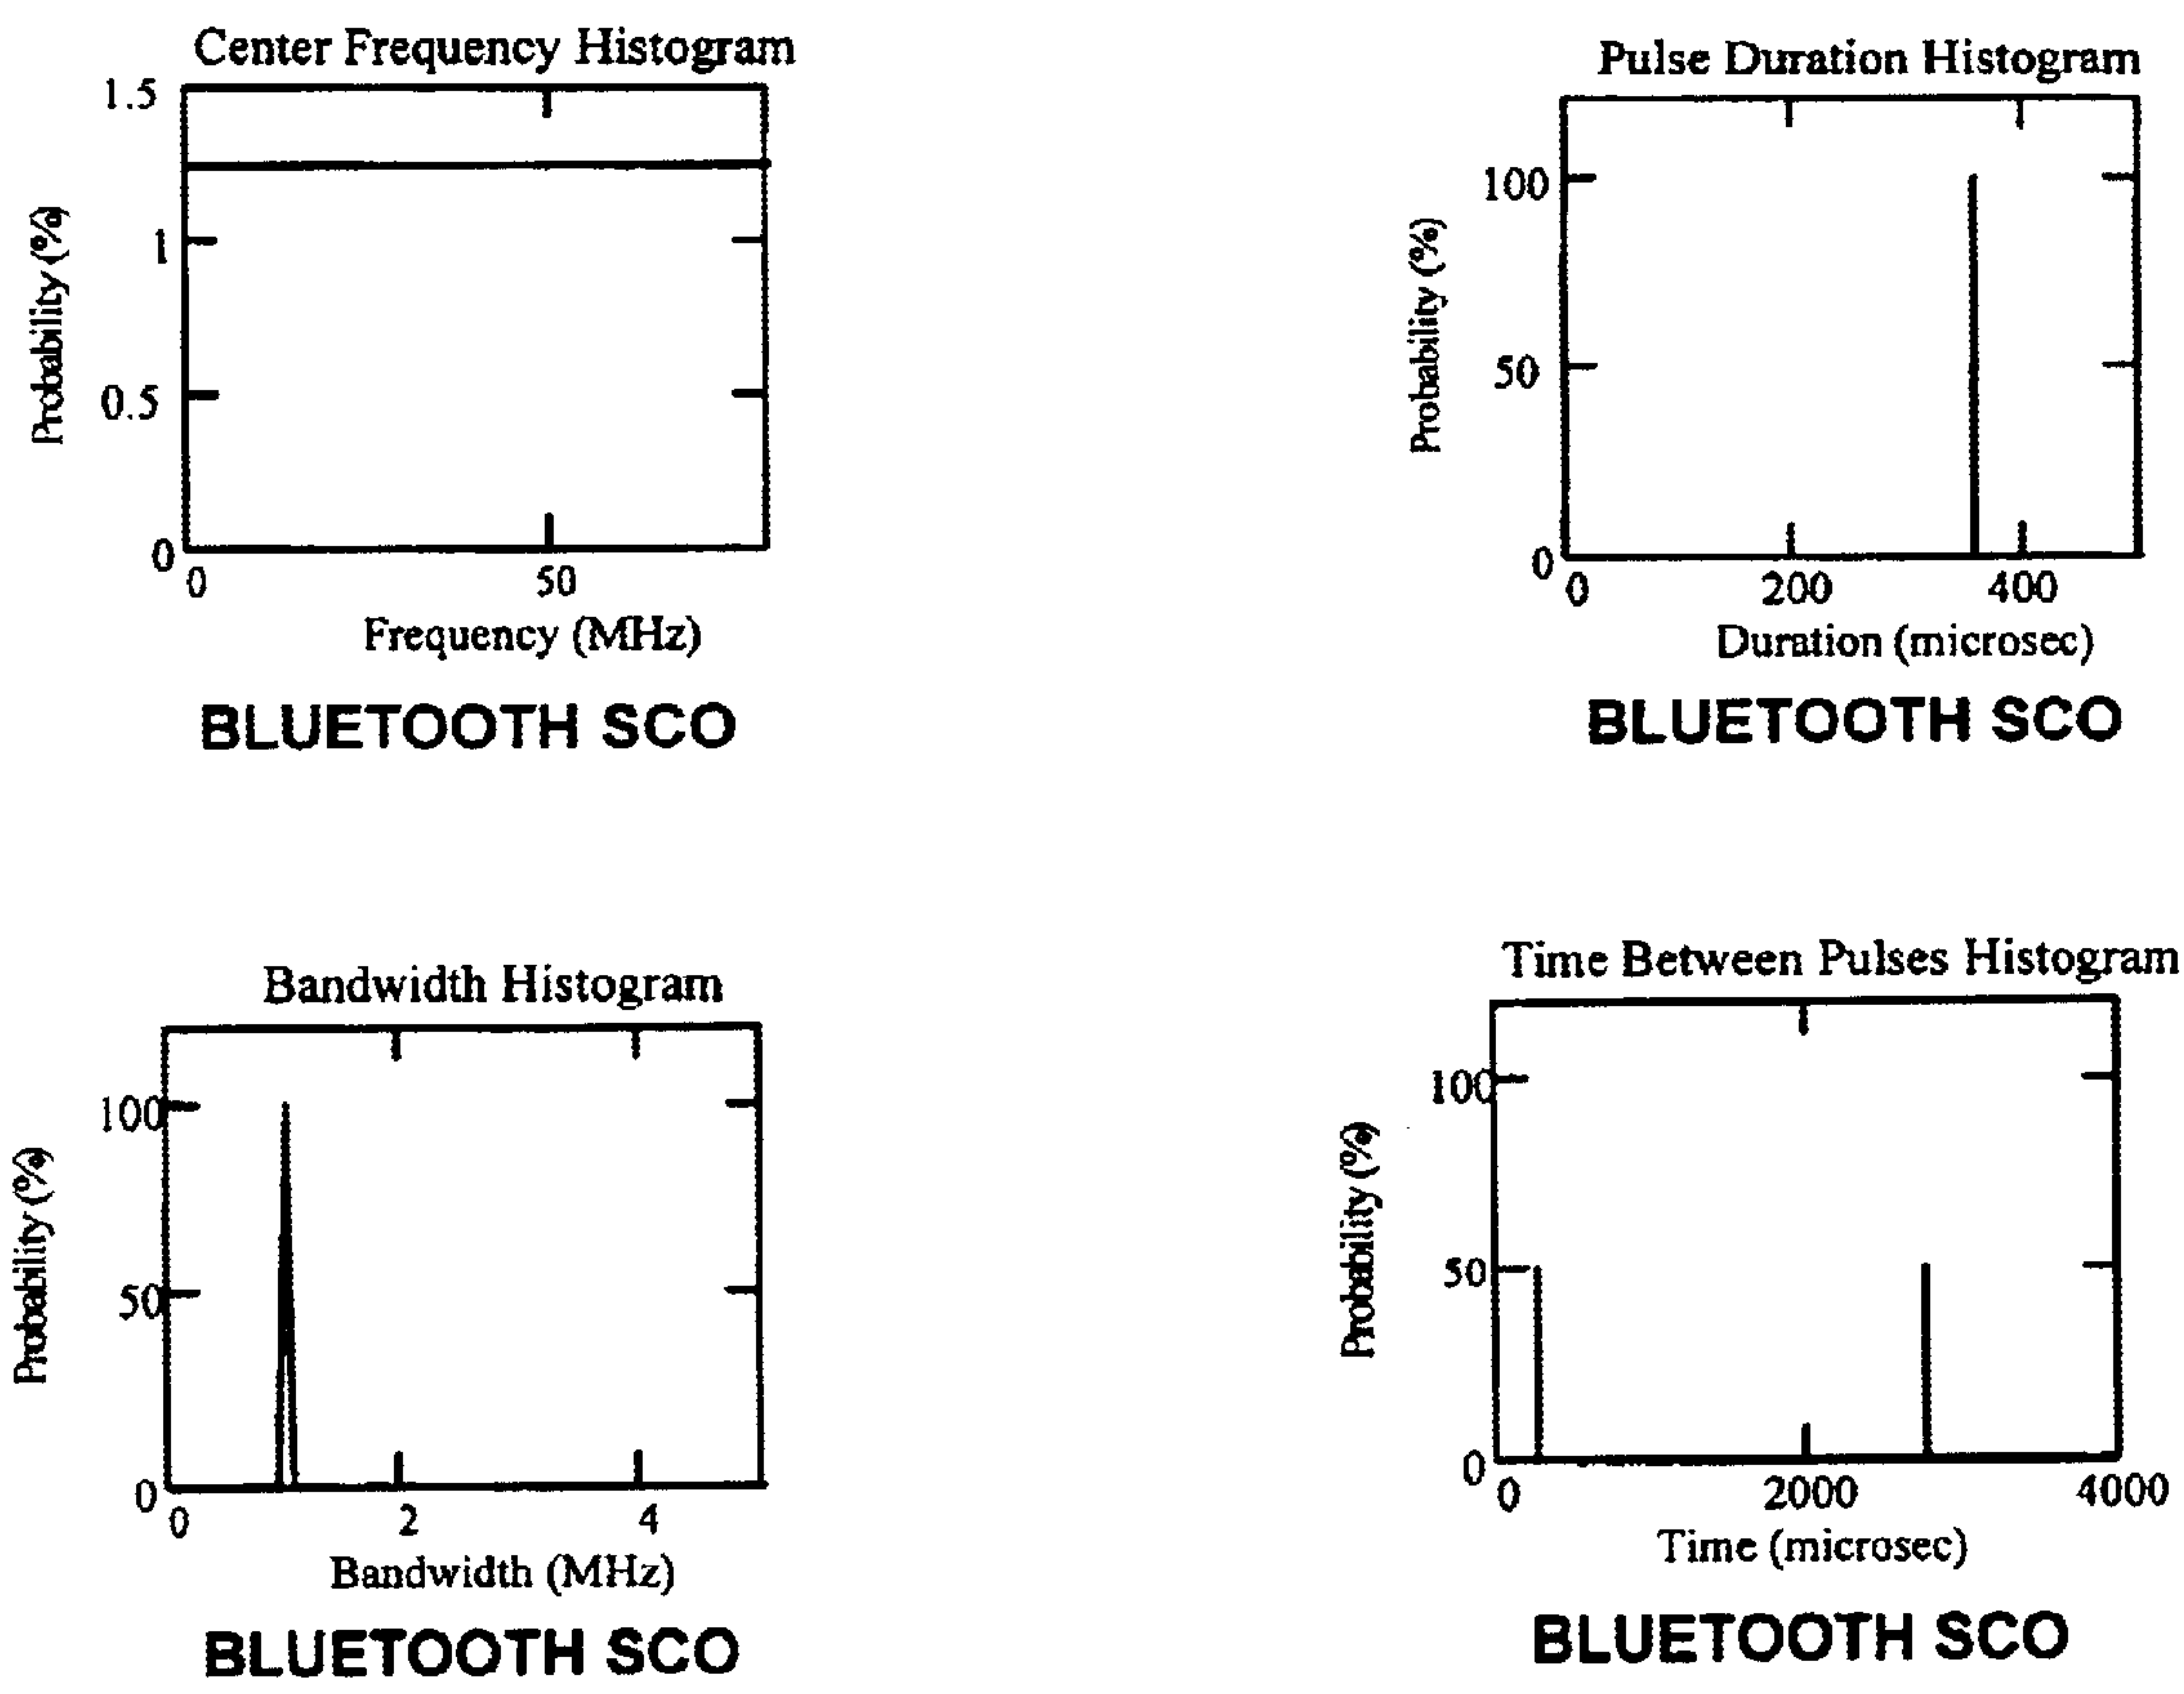 Center Frequency Histogram
1.5
1
0.5
0
0
50
Probability (%)
Frequency (MHz)
BLUETOOTH SCO
Pulse Duration Histogram
100
50
0
0
200
400
Probability (%)
Duration (microsec)
BLUETOOTH SCO
Bandwidth Histogram
100
50
0
0
2
4
Probability (%)
Bandwidth (MHz)
BLUETOOTH SCO
Time Between Pulses Histogram
100
50
0
0
2000
4000
Probability (%)
Time (microsec)
BLUETOOTH SCO